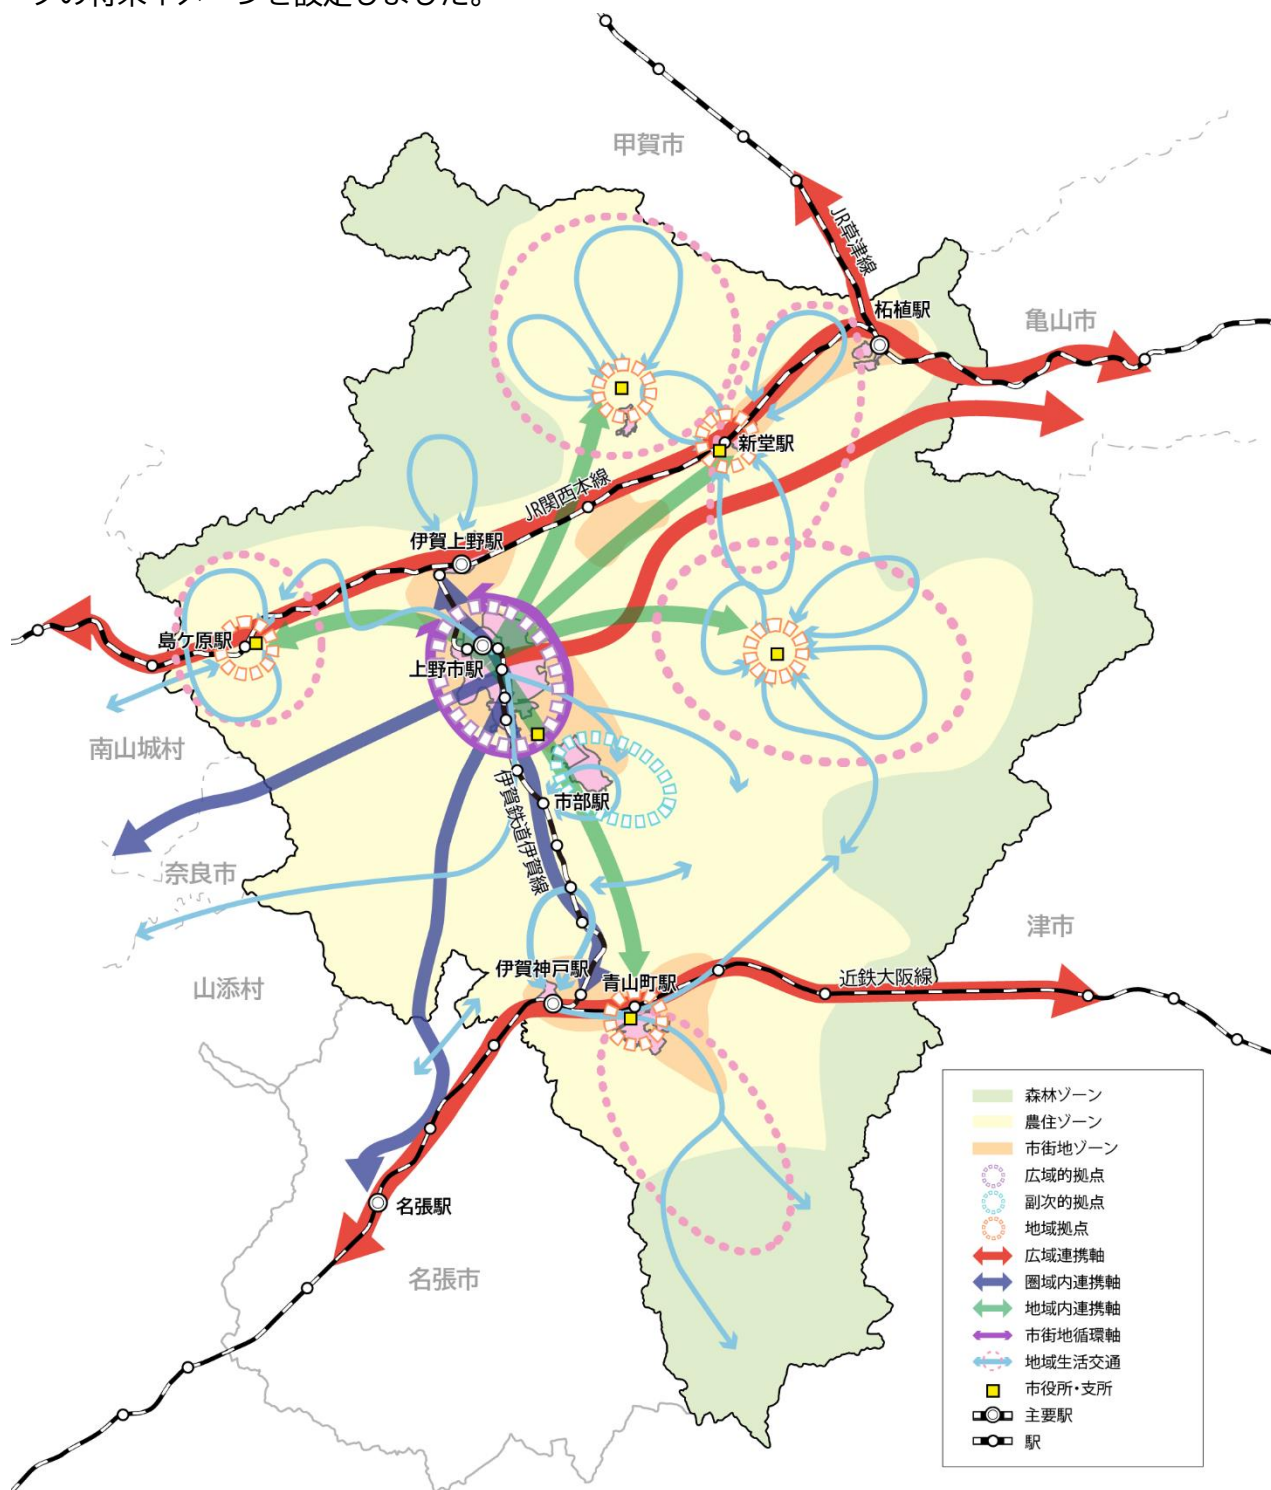 甲賀市
JR草津線
柘植駅
亀山市
新堂駅
JR関西本線
伊賀上野駅
島ケ原駅
上野市駅
南山城村
市部駅
伊賀鉄道伊賀線
奈良市
津市
伊賀神戸駅
青山町駅
近鉄大阪線
山添村
名張駅
名張市
森林ゾーン
農住ゾーン
市街地ゾーン
広域的拠点
副次的拠点
地域拠点
広域連携軸
圏域内連携軸
地域内連携軸
市街地循環軸
地域生活交通
市役所・支所
主要駅
駅